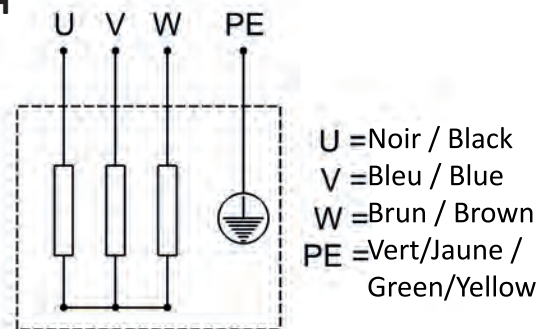 U V W PE
U =Noir / Black
V =Bleu / Blue
W =Brun / Brown
PE =Vert/Jaune /
Green/Yellow